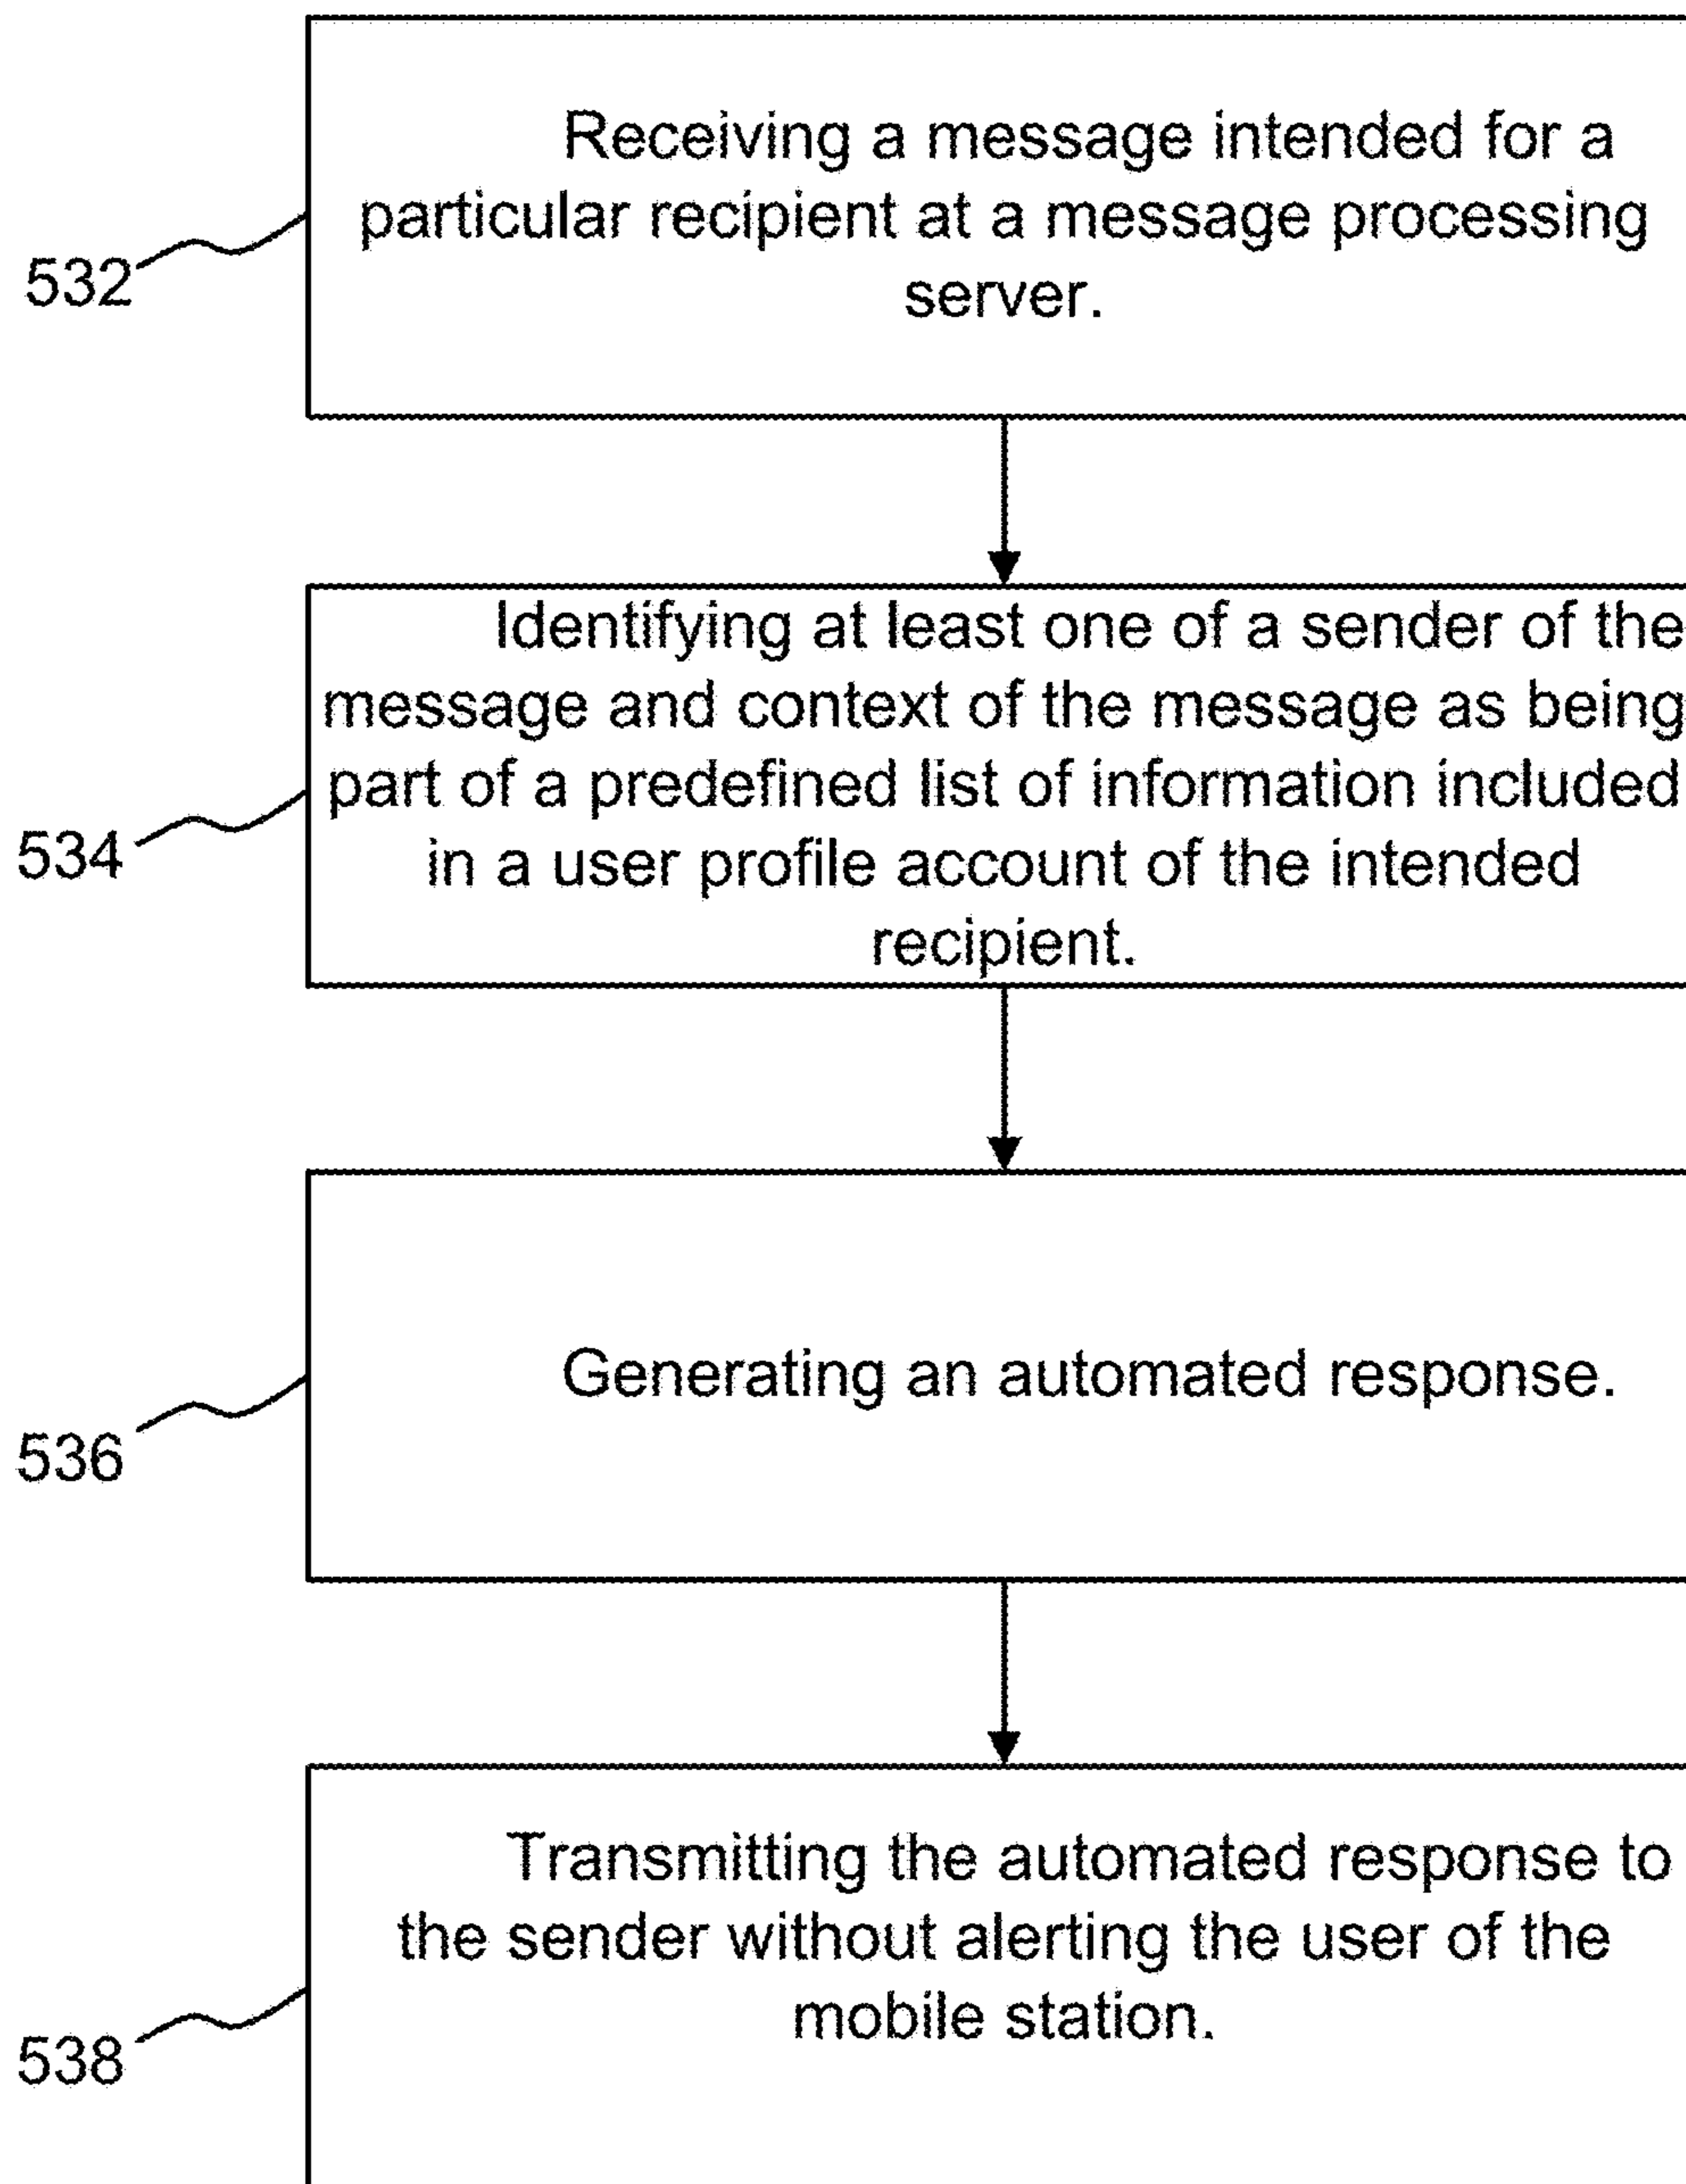 Receiving a message intended for a
particular recipient at a message processing
server.
532
Identifying at least one of a sender of the
message and context of the message as being
part of a predefined list of information included
in a user profile account of the intended
recipient.
534
Generating an automated response.
536
Transmitting the automated response to
the sender without alerting the user of the
mobile station.
538